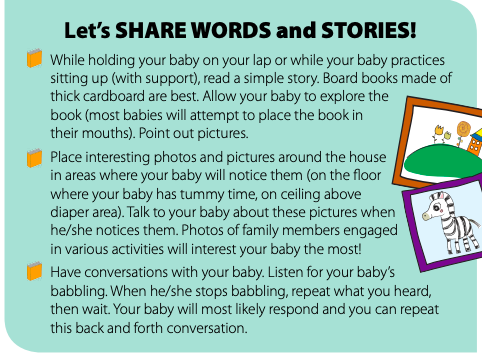 Let's SHARE WORDS and STORIES!
While holding your baby on your lap or while your baby practices
sitting up (with support), read a simple story. Board books made of
thick cardboard are best. Allow your baby to explore the
book (most babies will attempt to place the book in
their mouths). Point out pictures.
Place interesting photos and pictures around the house
in areas where your baby will notice them (on the floor
where your baby has tummy time, on ceiling above
diaper area). Talk to your baby about these pictures when
he/she notices them. Photos of family members engaged
in various activities will interest your baby the most!
Have conversations with your baby. Listen for your baby's
babbling. When he/she stops babbling, repeat what you heard,
then wait. Your baby will most likely respond and you can repeat
this back and forth conversation.